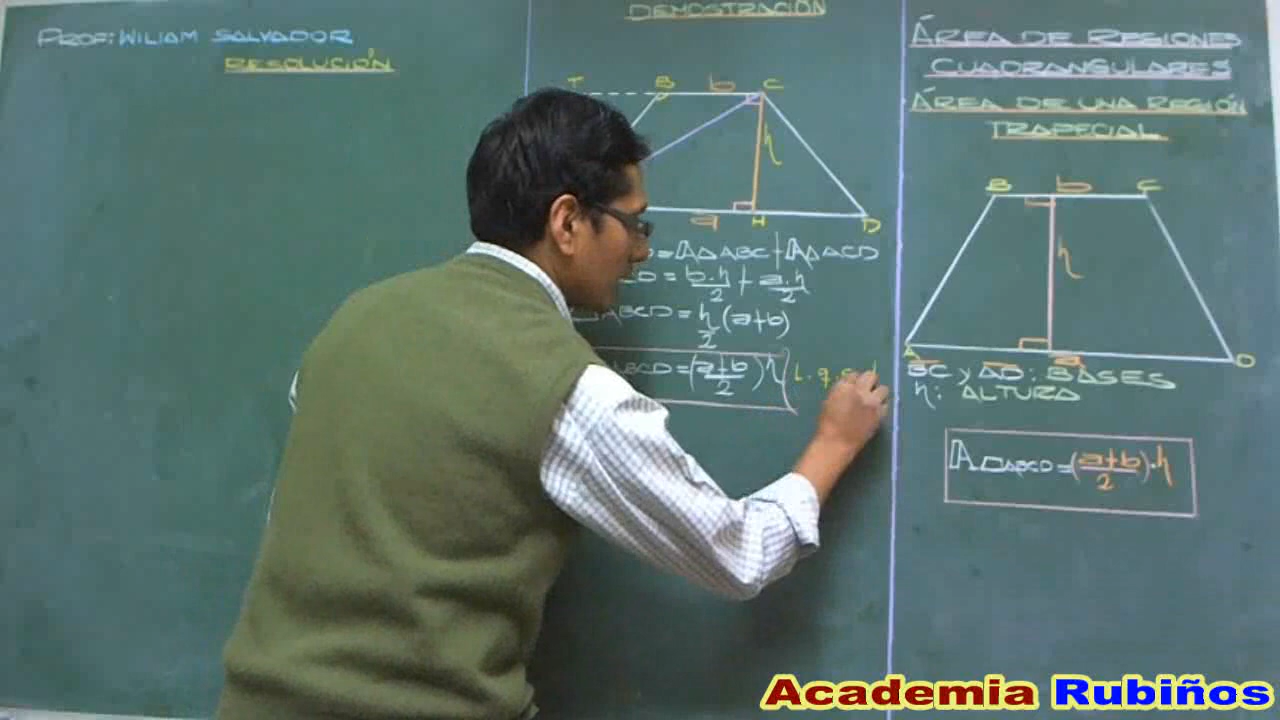 PROF: WILIAM SALVADOR
RESOLUCIÓN
DEMOSTRACIÓN
T B b C
h
a H D
D = A△ABC + A△ACD
CD = b.h/2 + a.h/2
ABCD = h/2 (a+b)
ABCD = (a+b/2) h L.q.q.d
ÁREA DE REGIONES
CUADRANGULARES
ÁREA DE UNA REGIÓN
TRAPECIAL
B b C
h
A a D
BC y AD: BASES
h: ALTURA
A▱ABCD = (a+b/2).h
Academia Rubiños